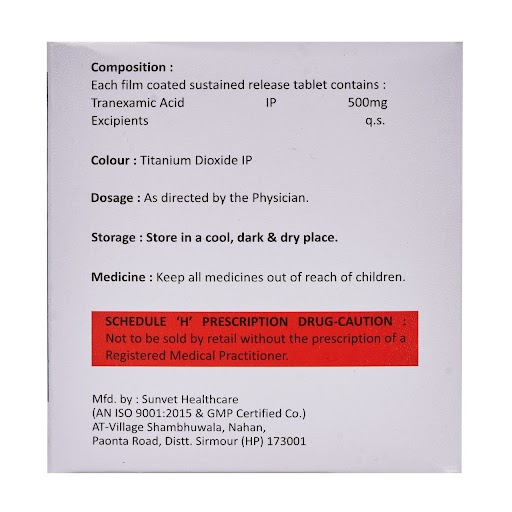 Composition :
Each film coated sustained release tablet contains :
Tranexamic Acid IP 500mg
Excipients q.s.
Colour : Titanium Dioxide IP
Dosage : As directed by the Physician.
Storage : Store in a cool, dark & dry place.
Medicine : Keep all medicines out of reach of children.
SCHEDULE 'H' PRESCRIPTION DRUG-CAUTION :
Not to be sold by retail without the prescription of a
Registered Medical Practitioner.
Mfd. by : Sunvet Healthcare
(AN ISO 9001:2015 & GMP Certified Co.)
AT-Village Shambhuwala, Nahan,
Paonta Road, Distt. Sirmour (HP) 173001